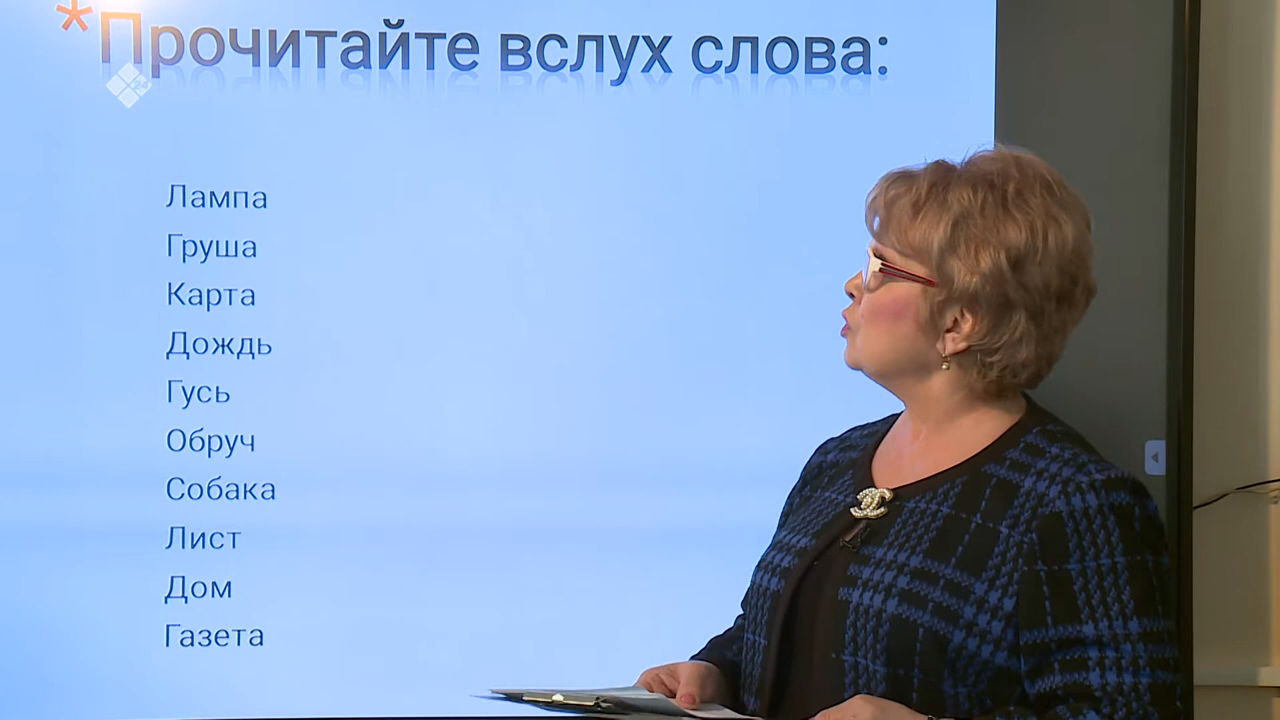 *Прочитайте вслух слова:
Лампа
Груша
Карта
Дождь
Гусь
Обруч
Собака
Лист
Дом
Газета